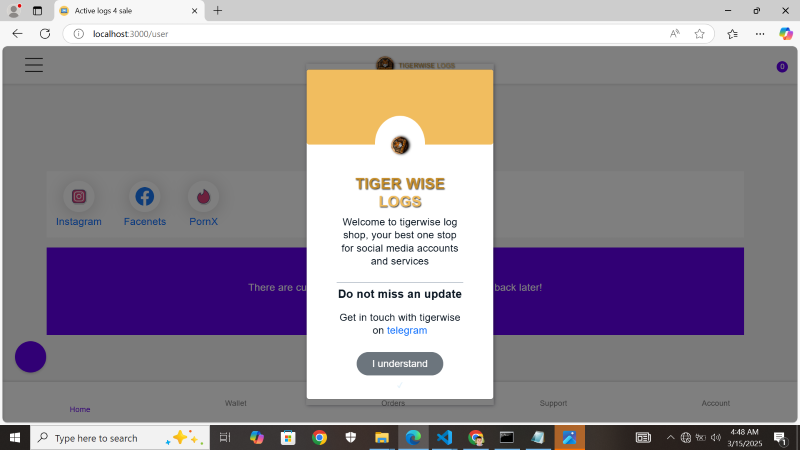 Active logs 4 sale
localhost:3000/user
TIGERWISE LOGS
0
Instagram
Facenets
PornX
TIGER WISE
LOGS
Welcome to tigerwise log
shop, your best one stop
for social media accounts
and services
There are cu
back later!
Do not miss an update
Get in touch with tigerwise
on telegram
I understand
Home
Wallet
Orders
Support
Account
Type here to search
4:48 AM
3/15/2025
1